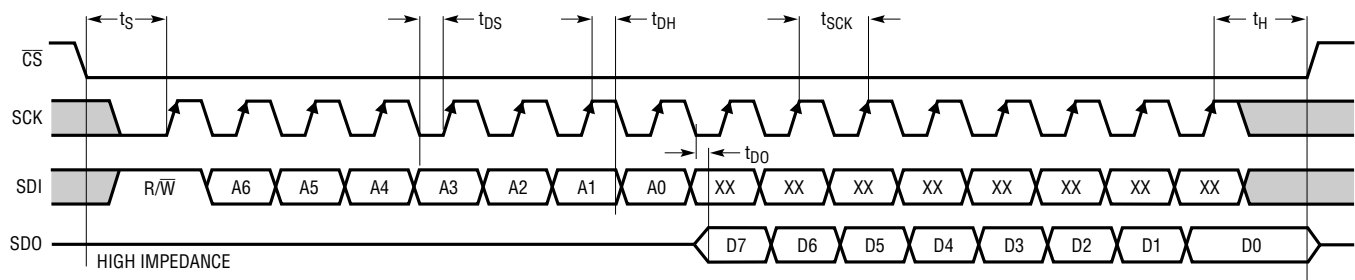 tS tDS tDH tSCK tH
CS
SCK
tDO
SDI R/W A6 A5 A4 A3 A2 A1 A0 XX XX XX XX XX XX XX XX
SDO D7 D6 D5 D4 D3 D2 D1 D0
HIGH IMPEDANCE